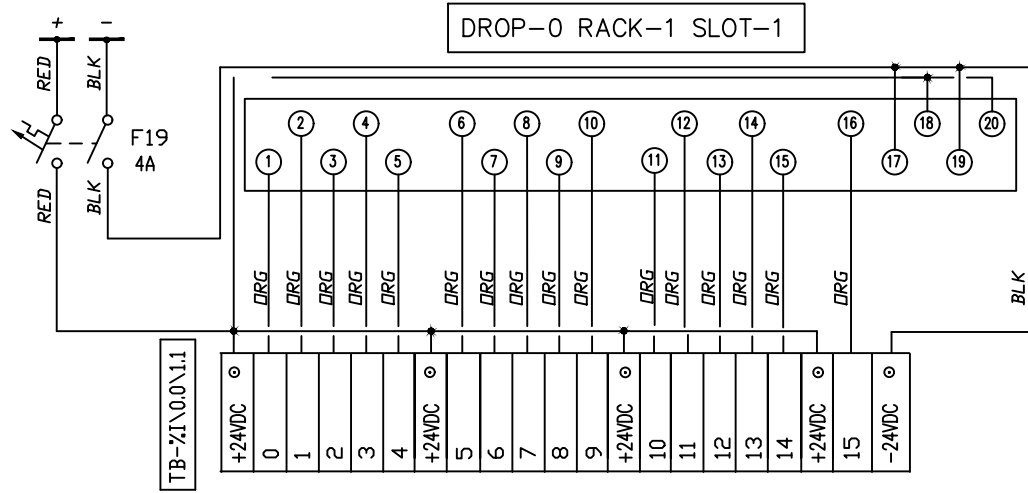 + -
DROP-0 RACK-1 SLOT-1
RED BLK
F19
4A
RED BLK
2 4 6 8 10 12 14 16 18 20
1 3 5 7 9 11 13 15 17 19
ORG ORG ORG ORG ORG ORG ORG ORG ORG ORG ORG ORG ORG ORG ORG ORG BLK
TB-%I\0.0\1.1
+24VDC 0 1 2 3 4 +24VDC 5 6 7 8 9 +24VDC 10 11 12 13 14 +24VDC 15 -24VDC